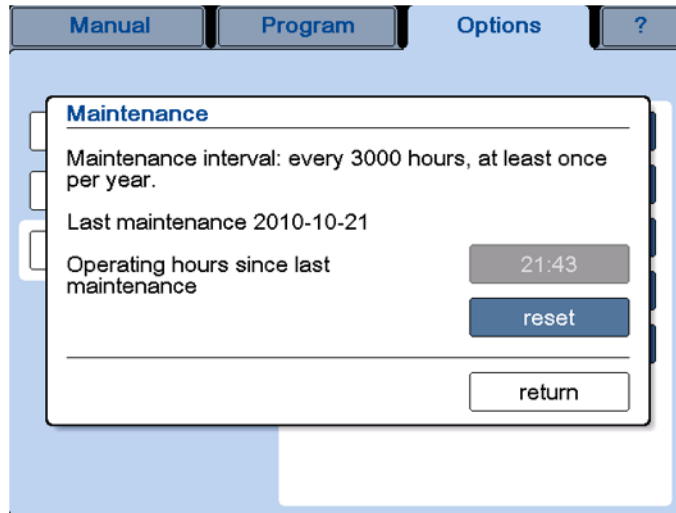 Manual Program Options ?
Maintenance
Maintenance interval: every 3000 hours, at least once
per year.
Last maintenance 2010-10-21
Operating hours since last
maintenance
21:43
reset
return